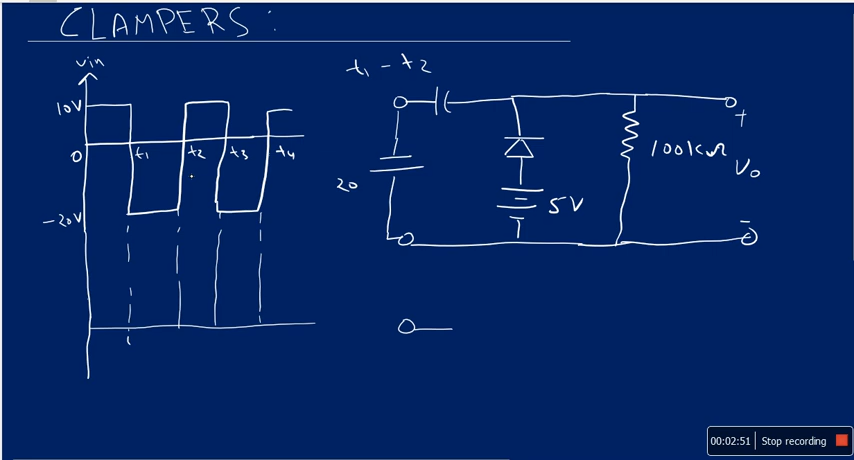 CLAMPERS:
vin
10V
0
-20V
t1
t2
t3
t4
t1 - t2
20
5V
100kΩ
+
Vo
-
00:02:51 Stop recording